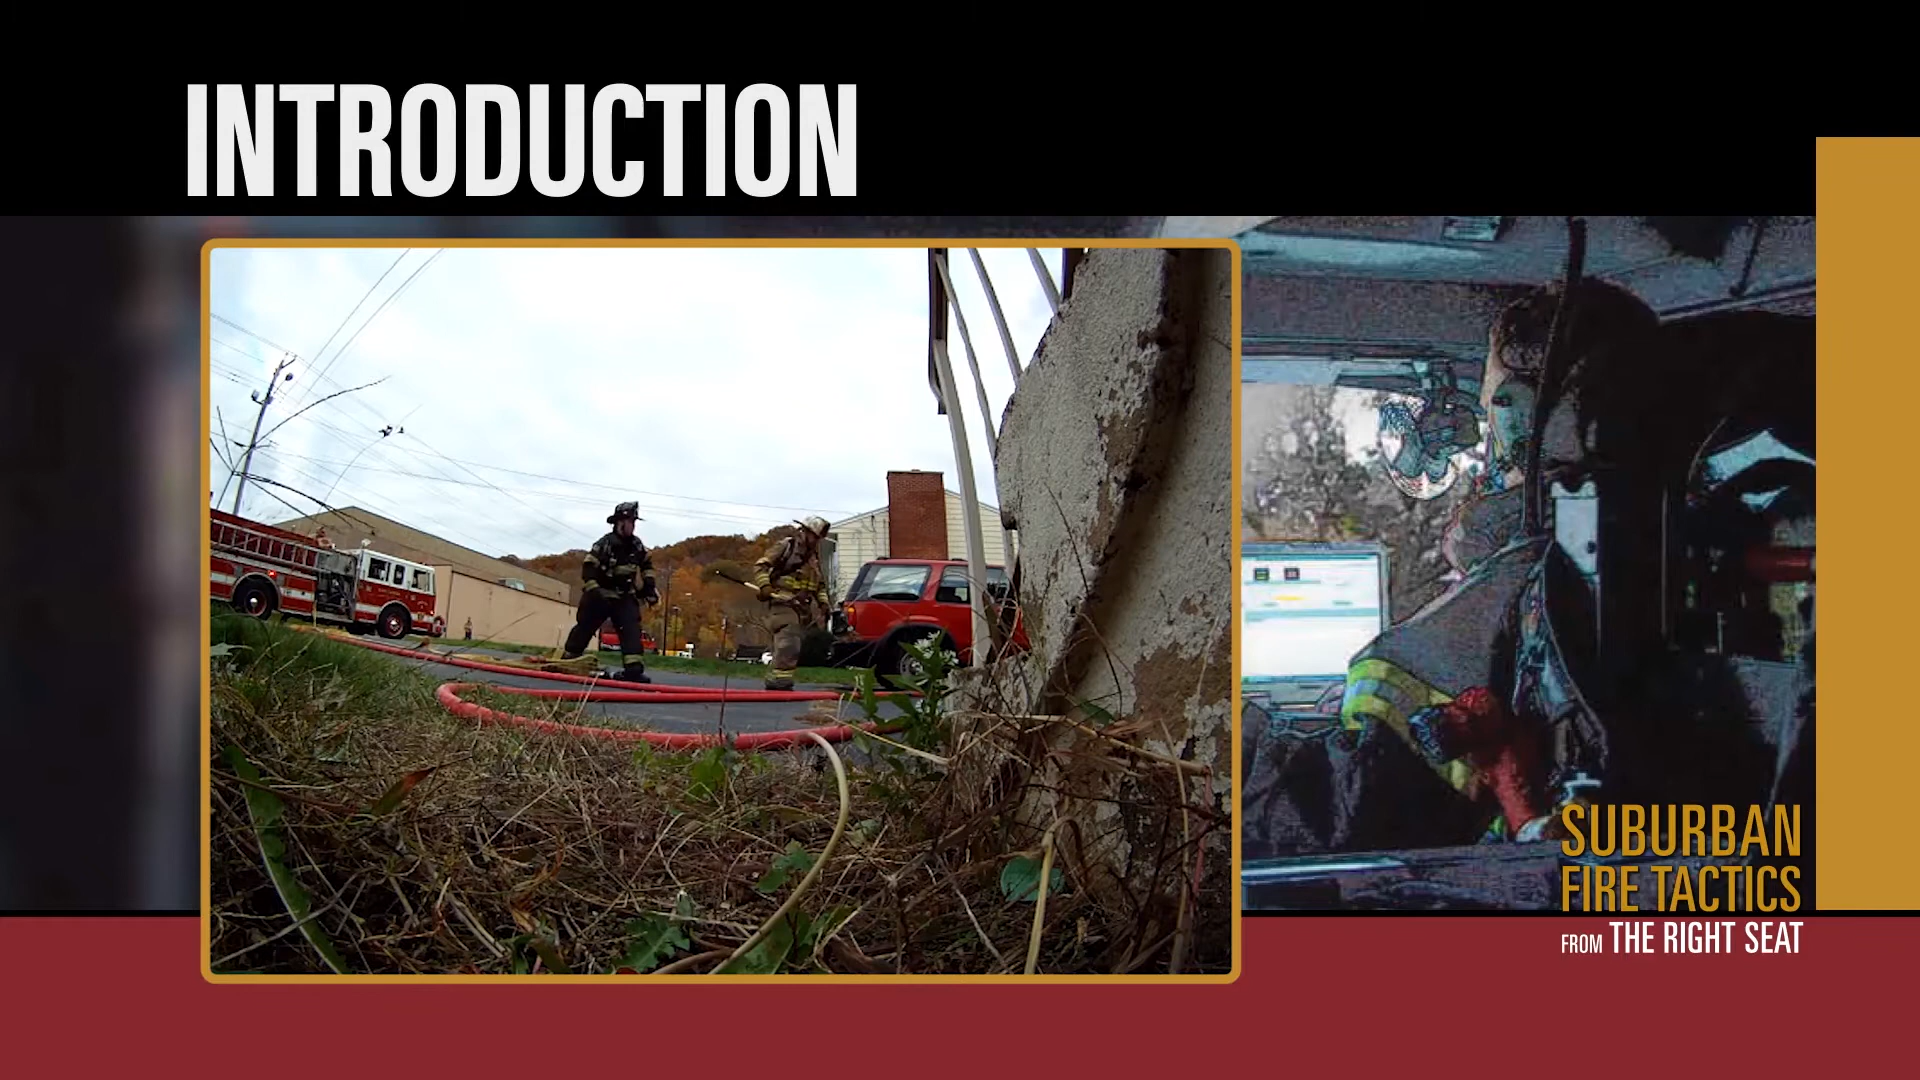 INTRODUCTION
SUBURBAN
FIRE TACTICS
FROM THE RIGHT SEAT